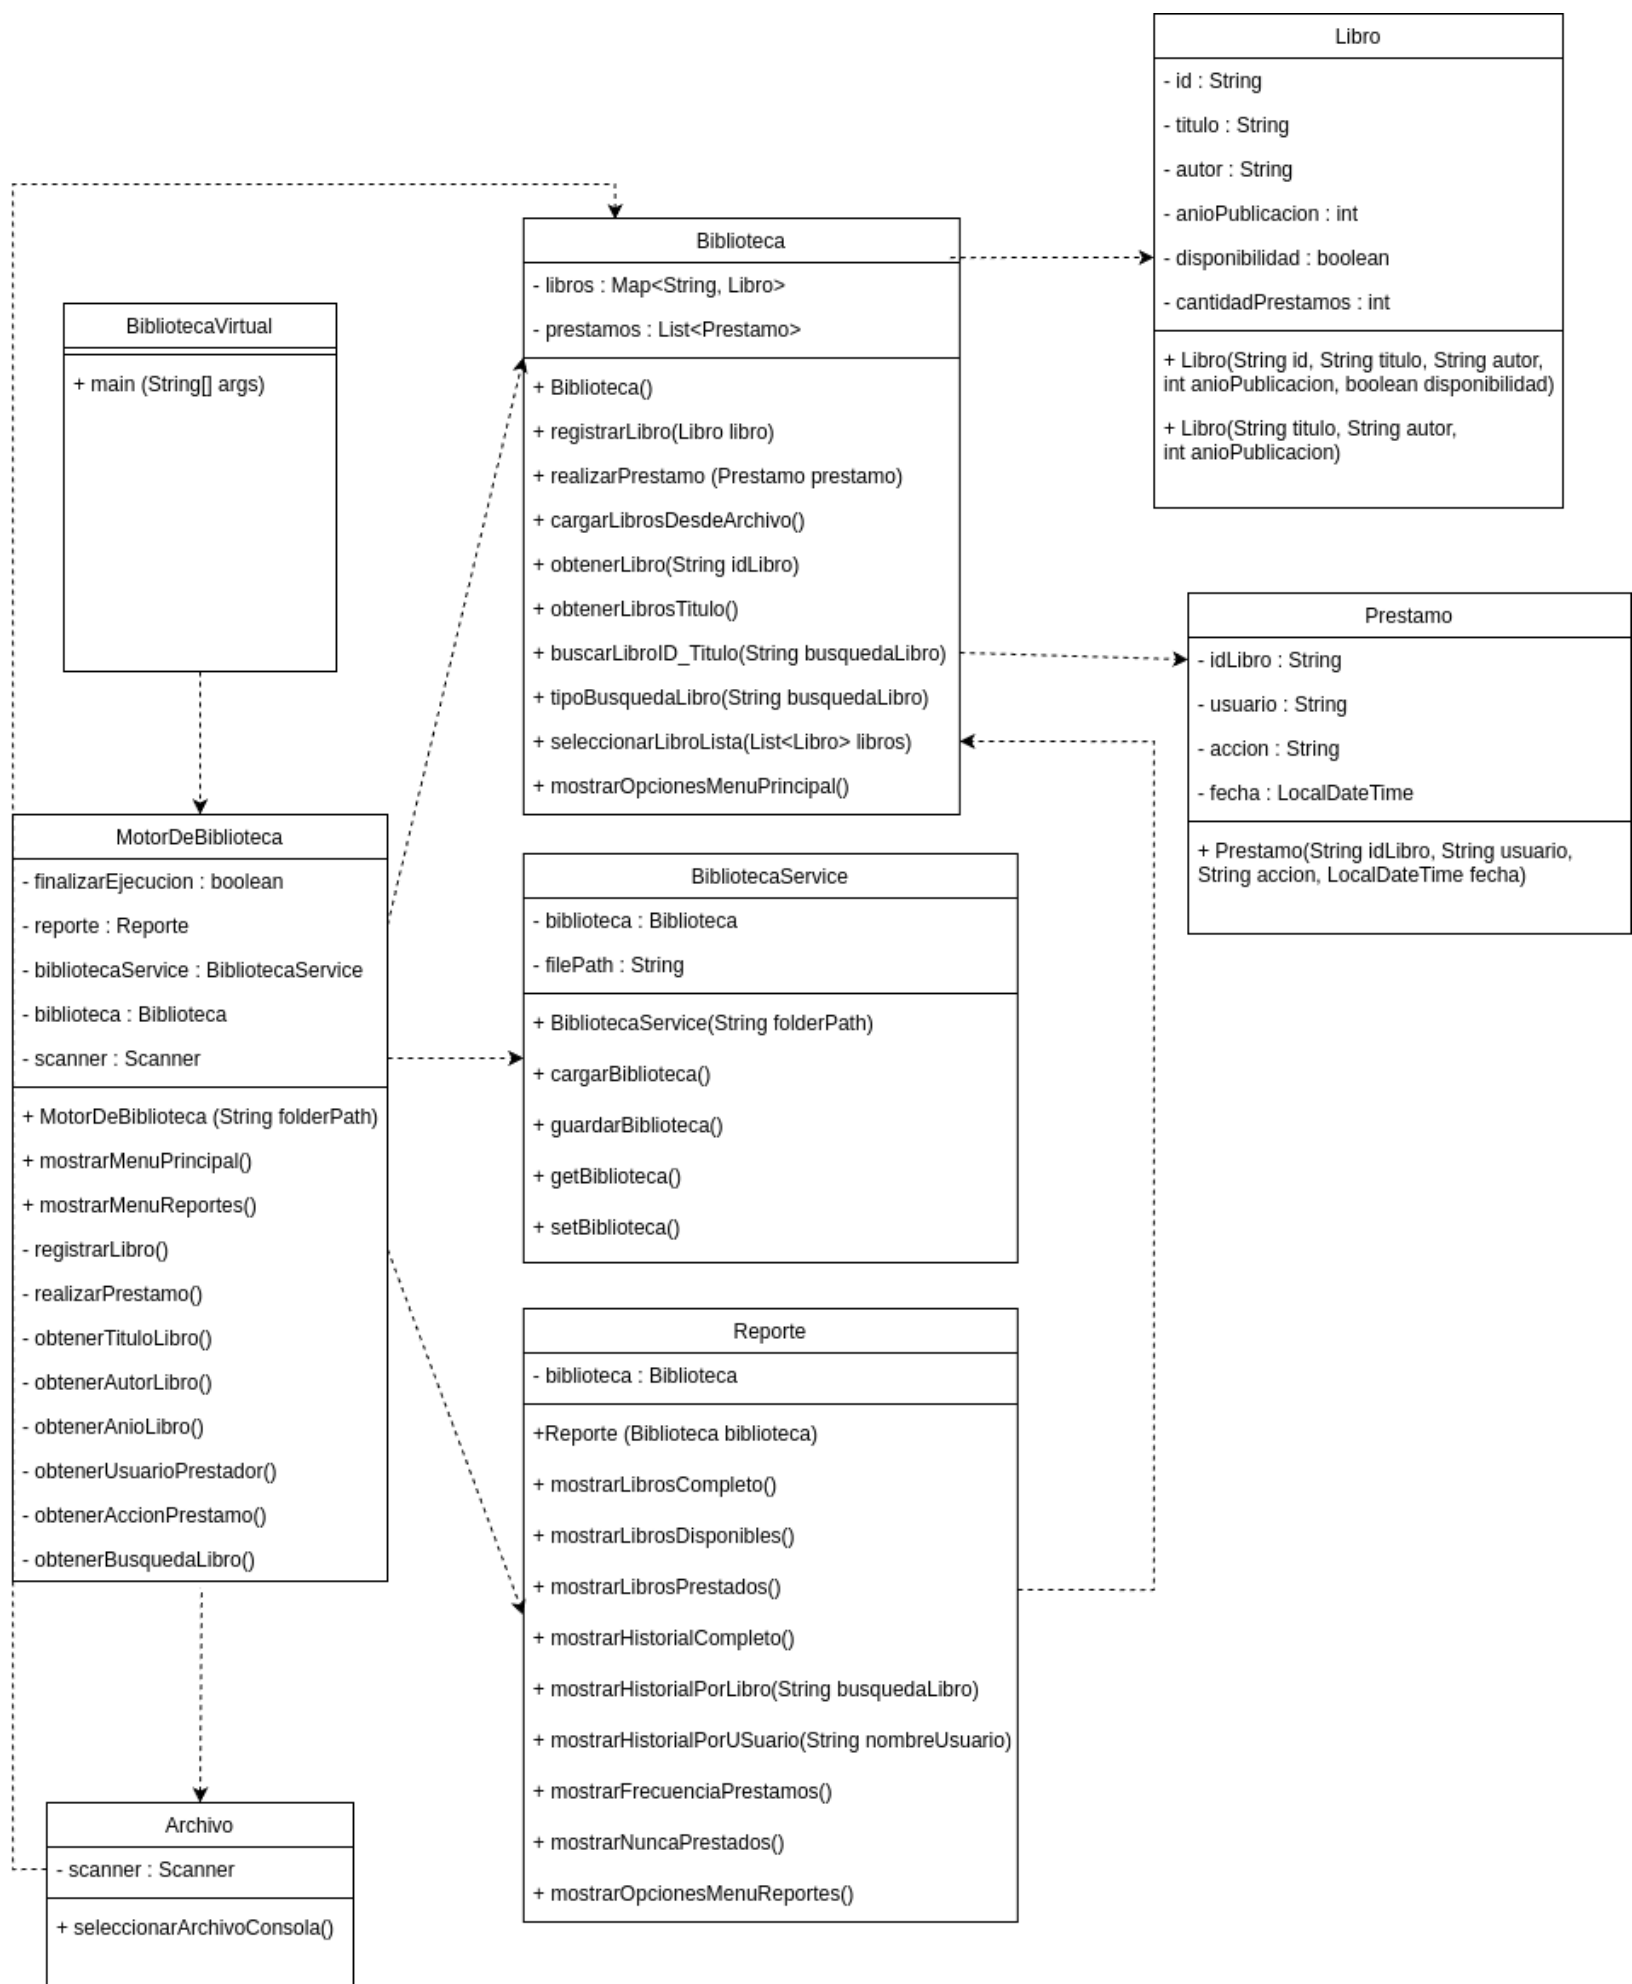 Libro
- id : String
- titulo : String
- autor : String
- anioPublicacion : int
- disponibilidad : boolean
- cantidadPrestamos : int
+ Libro(String id, String titulo, String autor,
int anioPublicacion, boolean disponibilidad)
+ Libro(String titulo, String autor,
int anioPublicacion)
Biblioteca
- libros : Map<String, Libro>
- prestamos : List<Prestamo>
+ Biblioteca()
+ registrarLibro(Libro libro)
+ realizarPrestamo (Prestamo prestamo)
+ cargarLibrosDesdeArchivo()
+ obtenerLibro(String idLibro)
+ obtenerLibrosTitulo()
+ buscarLibroID_Titulo(String busquedaLibro)
+ tipoBusquedaLibro(String busquedaLibro)
+ seleccionarLibroLista(List<Libro> libros)
+ mostrarOpcionesMenuPrincipal()
BibliotecaVirtual
+ main (String[] args)
Prestamo
- idLibro : String
- usuario : String
- accion : String
- fecha : LocalDateTime
+ Prestamo(String idLibro, String usuario,
String accion, LocalDateTime fecha)
MotorDeBiblioteca
- finalizarEjecucion : boolean
- reporte : Reporte
- bibliotecaService : BibliotecaService
- biblioteca : Biblioteca
- scanner : Scanner
+ MotorDeBiblioteca (String folderPath)
+ mostrarMenuPrincipal()
+ mostrarMenuReportes()
- registrarLibro()
- realizarPrestamo()
- obtenerTituloLibro()
- obtenerAutorLibro()
- obtenerAnioLibro()
- obtenerUsuarioPrestador()
- obtenerAccionPrestamo()
- obtenerBusquedaLibro()
BibliotecaService
- biblioteca : Biblioteca
- filePath : String
+ BibliotecaService(String folderPath)
+ cargarBiblioteca()
+ guardarBiblioteca()
+ getBiblioteca()
+ setBiblioteca()
Reporte
- biblioteca : Biblioteca
+Reporte (Biblioteca biblioteca)
+ mostrarLibrosCompleto()
+ mostrarLibrosDisponibles()
+ mostrarLibrosPrestados()
+ mostrarHistorialCompleto()
+ mostrarHistorialPorLibro(String busquedaLibro)
+ mostrarHistorialPorUSuario(String nombreUsuario)
+ mostrarFrecuenciaPrestamos()
+ mostrarNuncaPrestados()
+ mostrarOpcionesMenuReportes()
Archivo
- scanner : Scanner
+ seleccionarArchivoConsola()